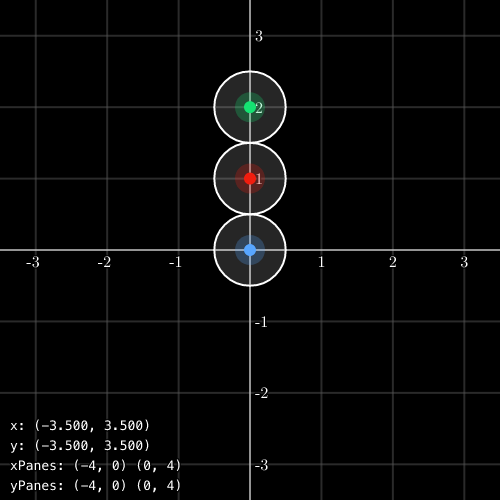 3
2
1
-3 -2 -1 1 2 3
-1
-2
-3
x: (-3.500, 3.500)
y: (-3.500, 3.500)
xPanes: (-4, 0) (0, 4)
yPanes: (-4, 0) (0, 4)